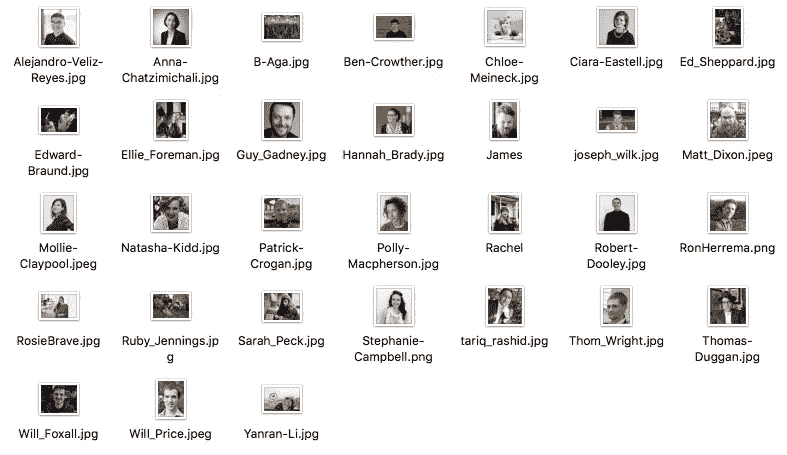 Alejandro-Veliz-
Reyes.jpg
Anna-
Chatzimichali.jpg
B-Aga.jpg
Ben-Crowther.jpg
Chloe-
Meineck.jpg
Ciara-Eastell.jpg
Ed_Sheppard.jpg
Edward-
Braund.jpg
Ellie_Foreman.jpg
Guy_Gadney.jpg
Hannah_Brady.jpg
James
joseph_wilk.jpg
Matt_Dixon.jpeg
Mollie-
Claypool.jpeg
Natasha-Kidd.jpg
Patrick-
Crogan.jpg
Polly-
Macpherson.jpg
Rachel
Robert-
Dooley.jpg
RonHerrema.png
RosieBrave.jpg
Ruby_Jennings.jp
g
Sarah_Peck.jpg
Stephanie-
Campbell.png
tariq_rashid.jpg
Thom_Wright.jpg
Thomas-
Duggan.jpg
Will_Foxall.jpg
Will_Price.jpeg
Yanran-Li.jpg